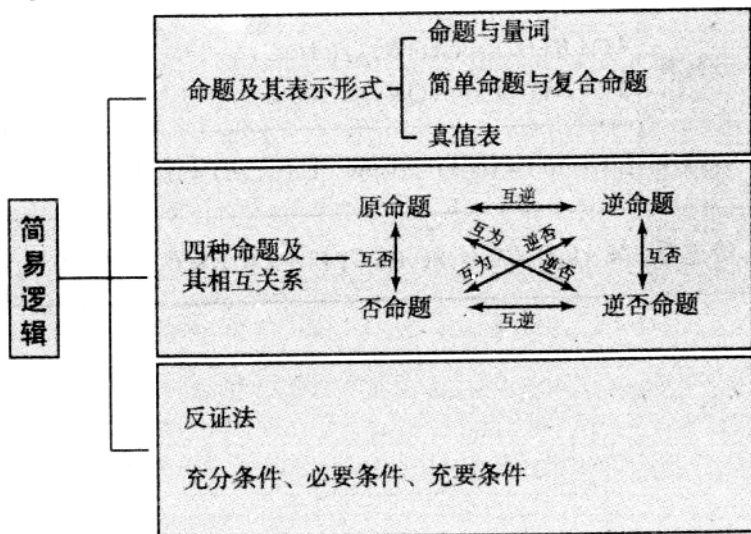 简易逻辑
命题及其表示形式
命题与量词
简单命题与复合命题
真值表
四种命题及
其相互关系
原命题
互逆
逆命题
互否
互为
逆否
互为
逆否
互否
否命题
互逆
逆否命题
反证法
充分条件、必要条件、充要条件